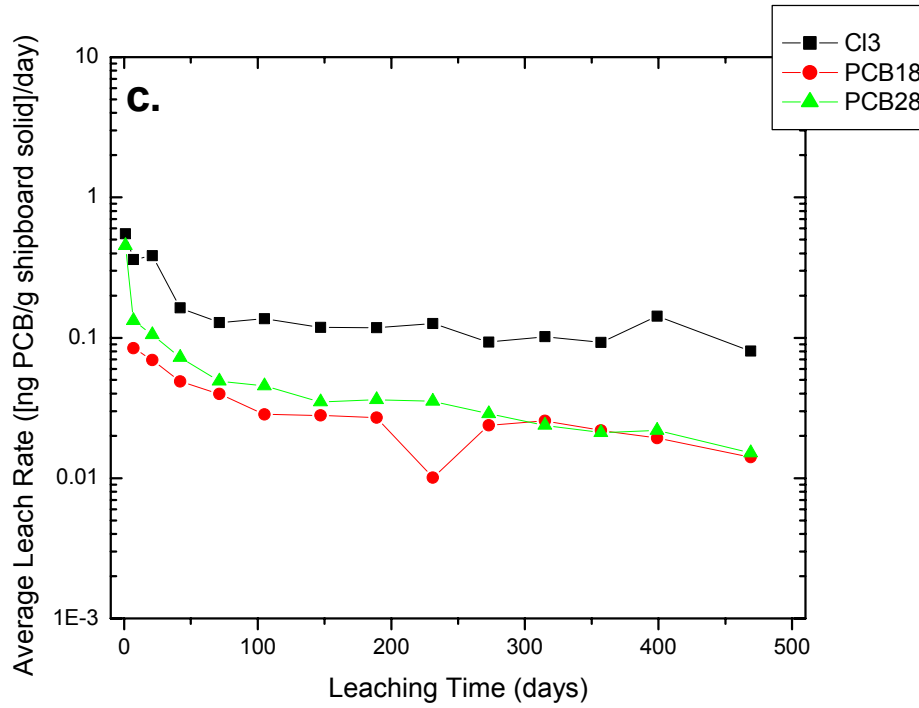 Cl3
PCB18
PCB28
c.
Average Leach Rate ([ng PCB/g shipboard solid]/day)
10
1
0.1
0.01
1E-3
0 100 200 300 400 500
Leaching Time (days)